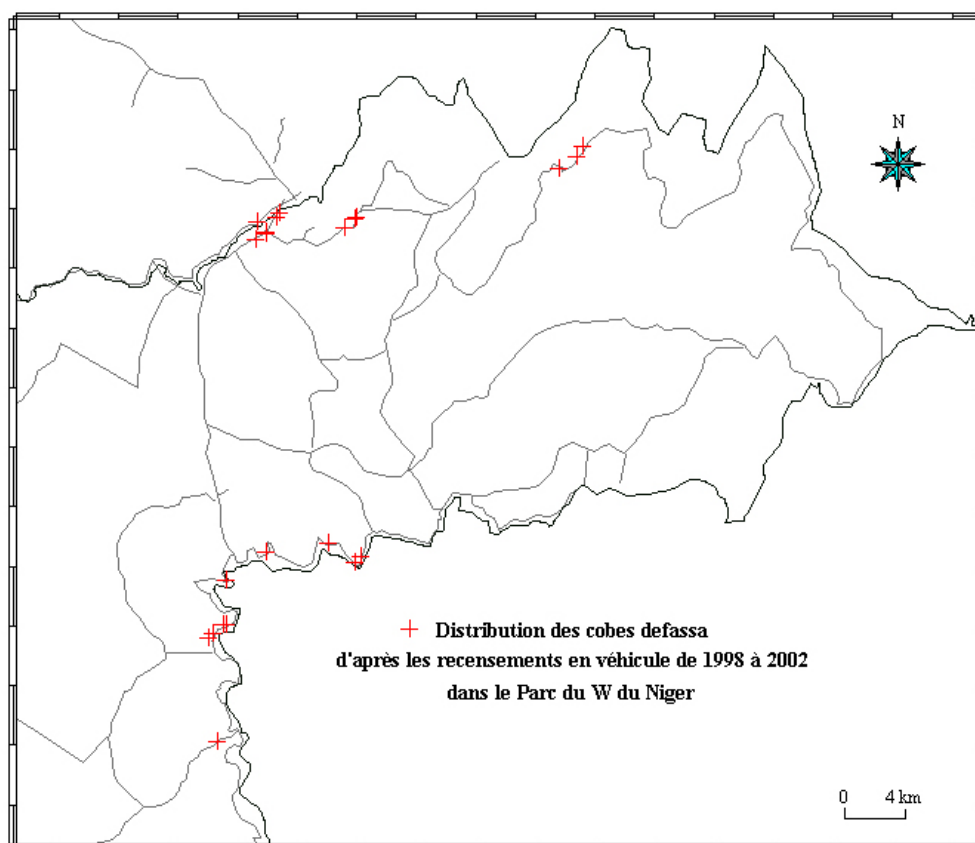 N
Distribution des cobes defassa
d'après les recensements en véhicule de 1998 à 2002
dans le Parc du W du Niger
0 4 km